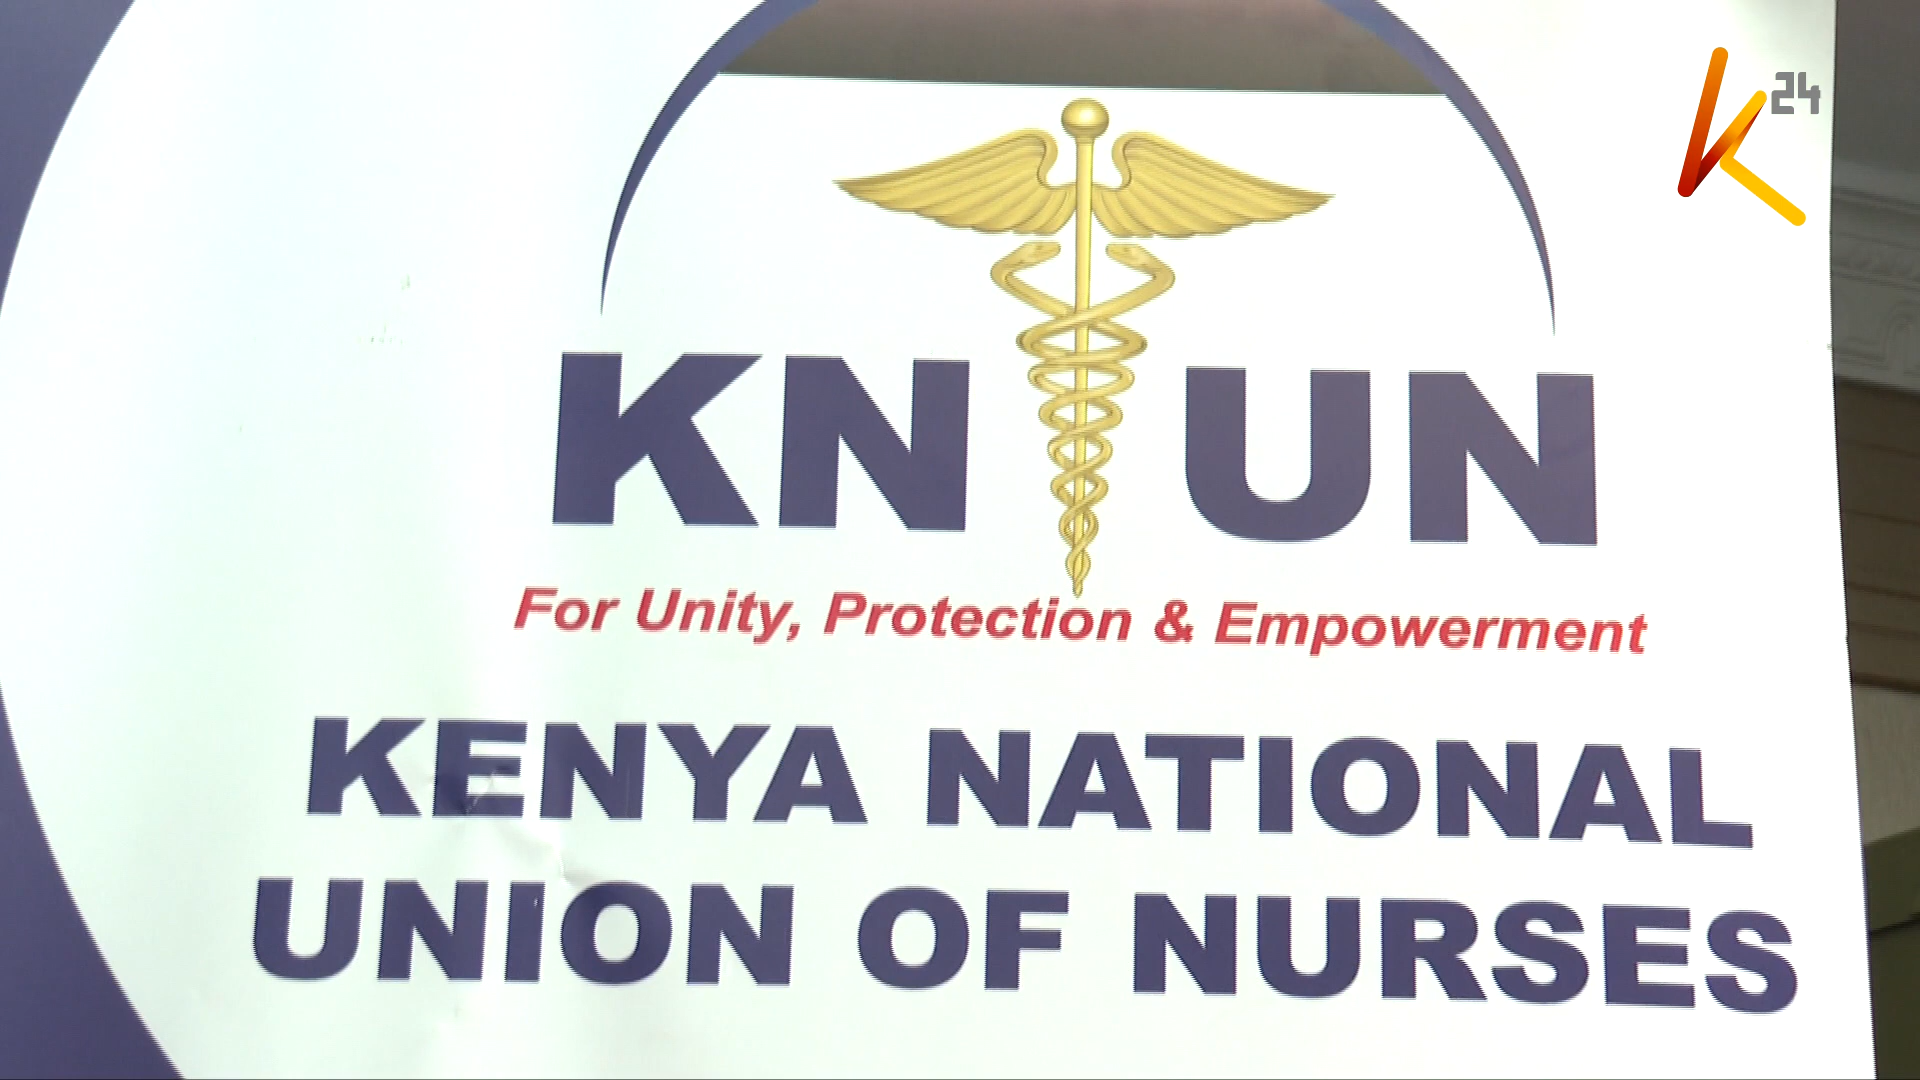 K24
KNUN
For Unity, Protection & Empowerment
KENYA NATIONAL
UNION OF NURSES